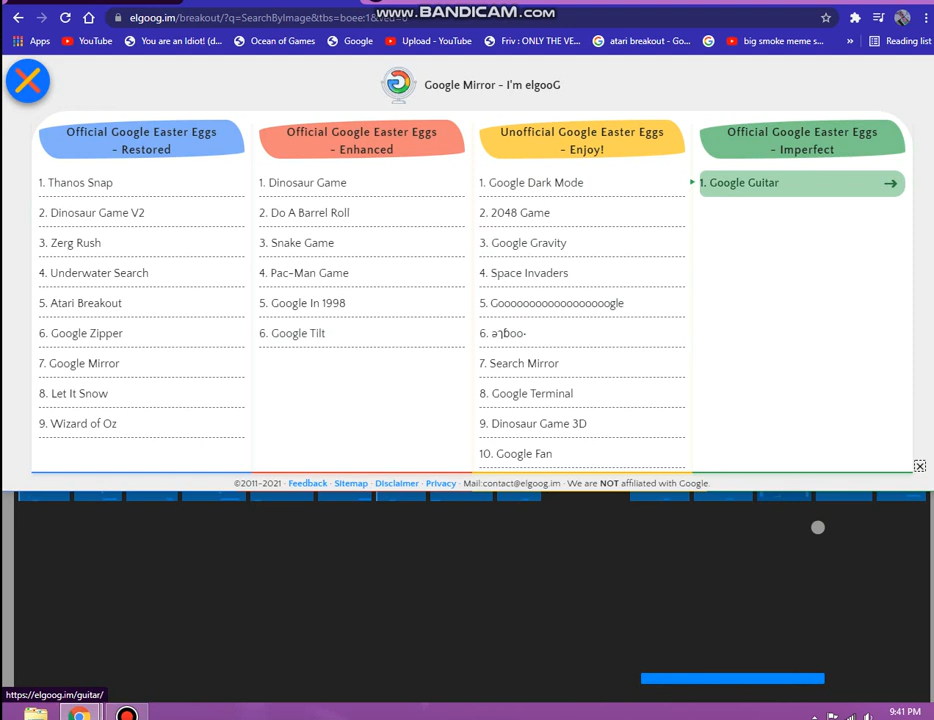 www.BANDICAM.com
elgoog.im/breakout/?q=SearchByImage&tbs=boee:1&ved=0
Apps YouTube You are an Idiot! (d... Ocean of Games Google Upload - YouTube Friv : ONLY THE VE... atari breakout - Go... big smoke meme s... » Reading list
Google Mirror - I'm elgooG
Official Google Easter Eggs
- Restored
1. Thanos Snap
2. Dinosaur Game V2
3. Zerg Rush
4. Underwater Search
5. Atari Breakout
6. Google Zipper
7. Google Mirror
8. Let It Snow
9. Wizard of Oz
Official Google Easter Eggs
- Enhanced
1. Dinosaur Game
2. Do A Barrel Roll
3. Snake Game
4. Pac-Man Game
5. Google In 1998
6. Google Tilt
Unofficial Google Easter Eggs
- Enjoy!
1. Google Dark Mode
2. 2048 Game
3. Google Gravity
4. Space Invaders
5. Goooooooooooooooooogle
6.
7. Search Mirror
8. Google Terminal
9. Dinosaur Game 3D
10. Google Fan
Official Google Easter Eggs
- Imperfect
1. Google Guitar →
©2011-2021 · Feedback · Sitemap · Disclaimer · Privacy · Mail:contact@elgoog.im · We are NOT affiliated with Google.
https://elgoog.im/guitar/
9:41 PM